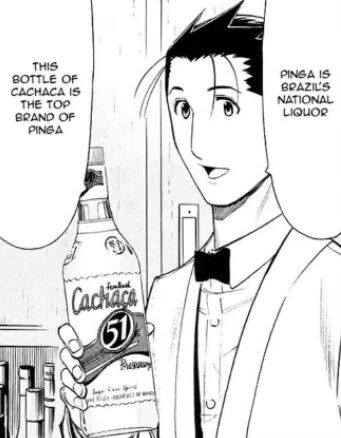 PINGA IS
BRAZIL'S
NATIONAL
LIQUOR
THIS
BOTTLE OF
CACHACA IS
THE TOP
BRAND OF
PINGA
Cachaça
51